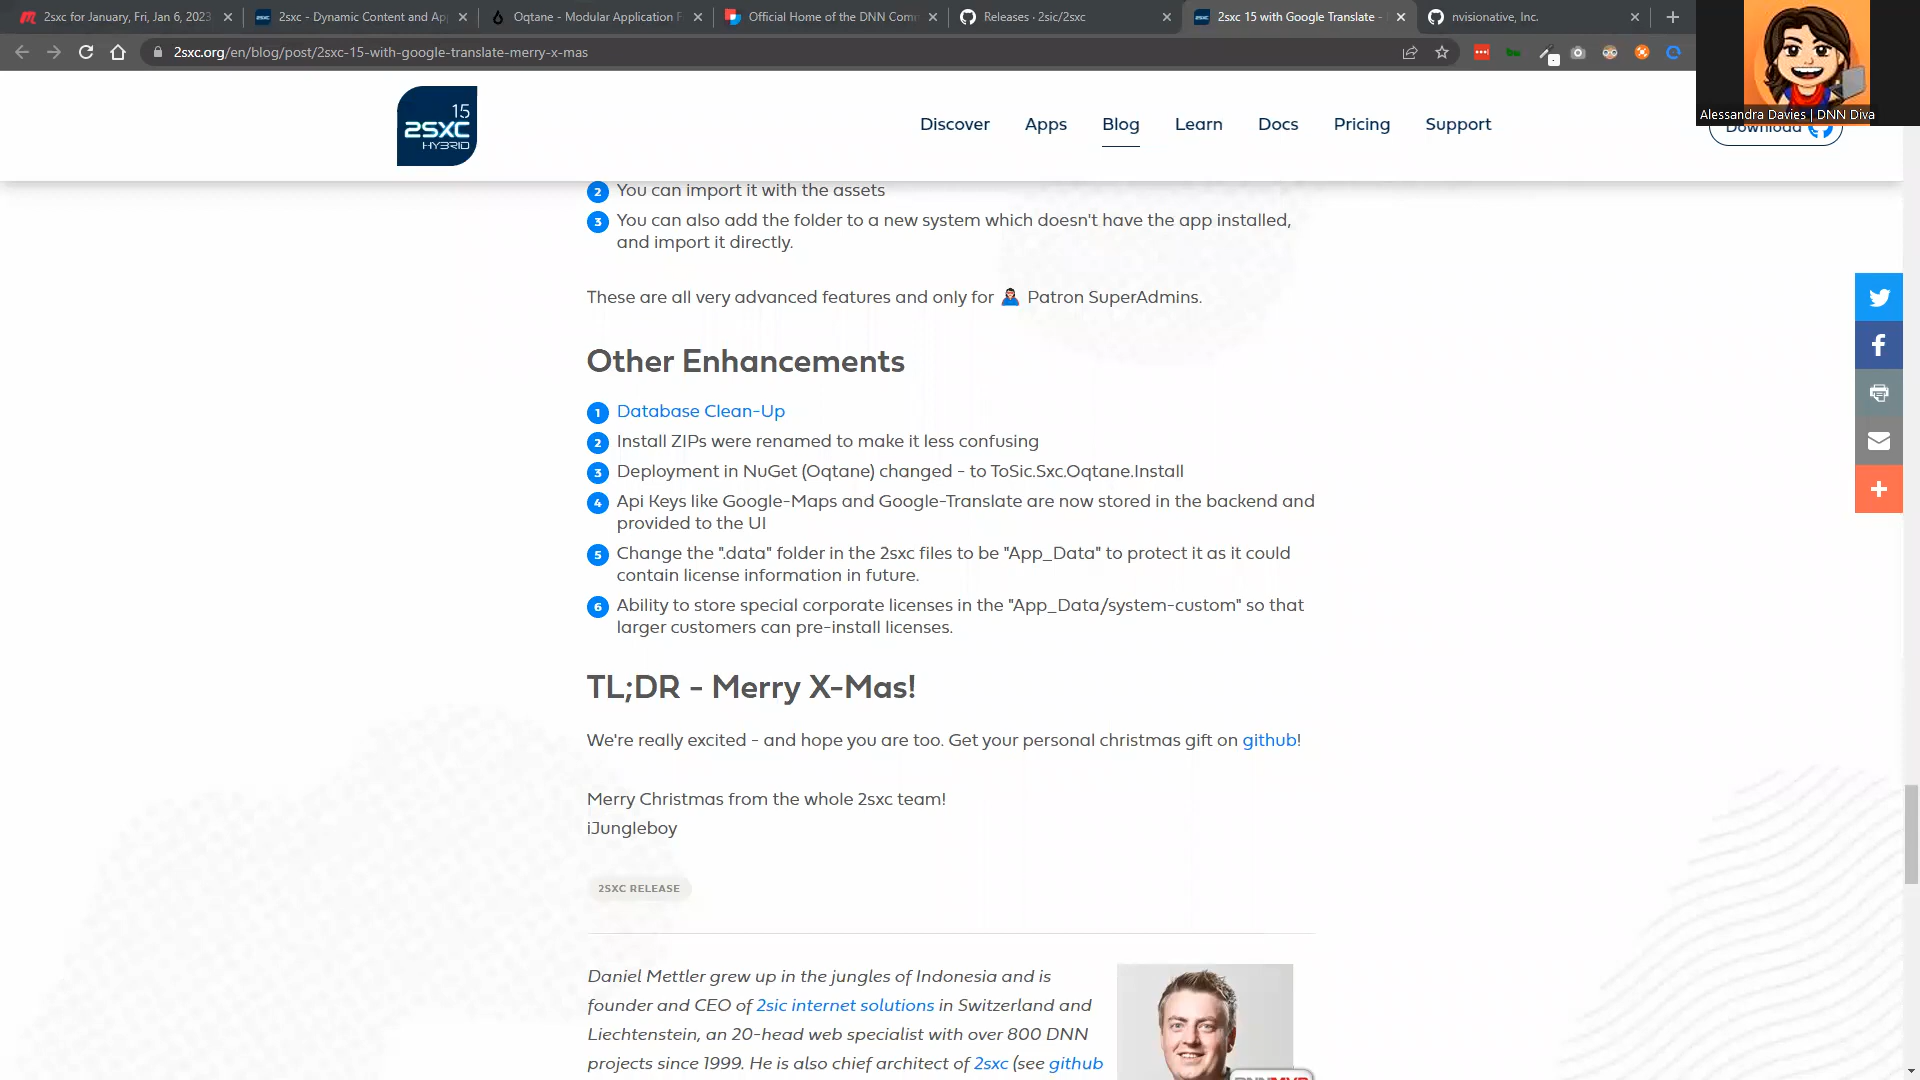 2sxc for January, Fri, Jan 6, 2023
2sxc - Dynamic Content and Ap
Oqtane - Modular Application F
Official Home of the DNN Com
Releases · 2sic/2sxc
2sxc 15 with Google Translate -
nvisionative, Inc.
2sxc.org/en/blog/post/2sxc-15-with-google-translate-merry-x-mas
Alessandra Davies | DNN Diva
15
2SXC
HYBRID
Discover
Apps
Blog
Learn
Docs
Pricing
Support
Download
2 You can import it with the assets
3 You can also add the folder to a new system which doesn't have the app installed,
and import it directly.
These are all very advanced features and only for Patron SuperAdmins.
Other Enhancements
1 Database Clean-Up
2 Install ZIPs were renamed to make it less confusing
3 Deployment in NuGet (Oqtane) changed - to ToSic.Sxc.Oqtane.Install
4 Api Keys like Google-Maps and Google-Translate are now stored in the backend and
provided to the UI
5 Change the ".data" folder in the 2sxc files to be "App_Data" to protect it as it could
contain license information in future.
6 Ability to store special corporate licenses in the "App_Data/system-custom" so that
larger customers can pre-install licenses.
TL;DR - Merry X-Mas!
We're really excited - and hope you are too. Get your personal christmas gift on github!
Merry Christmas from the whole 2sxc team!
iJungleboy
2SXC RELEASE
Daniel Mettler grew up in the jungles of Indonesia and is
founder and CEO of 2sic internet solutions in Switzerland and
Liechtenstein, an 20-head web specialist with over 800 DNN
projects since 1999. He is also chief architect of 2sxc (see github